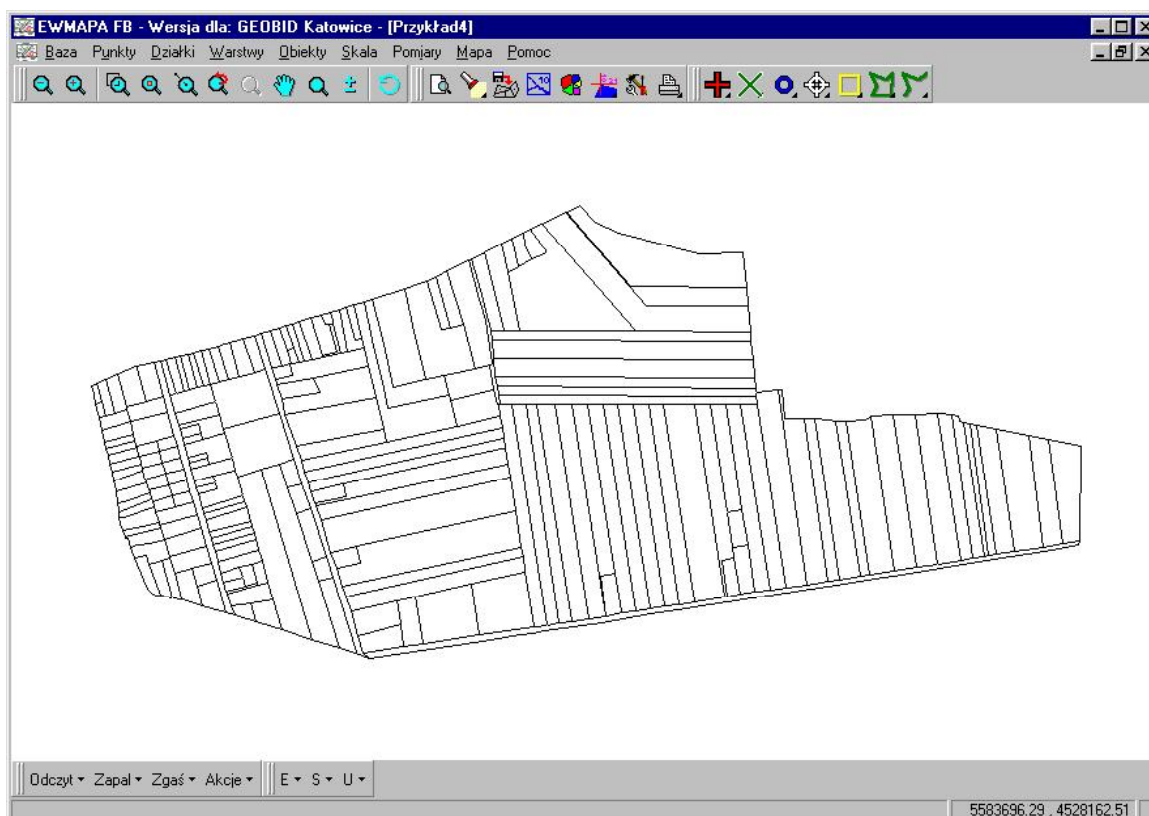 EWMAPA FB - Wersja dla: GEOBID Katowice - [Przykład4]
Baza Punkty Działki Warstwy Obiekty Skala Pomiary Mapa Pomoc
Odczyt Zapal Zgaś Akcje E S U
5583696.29 , 4528162.51